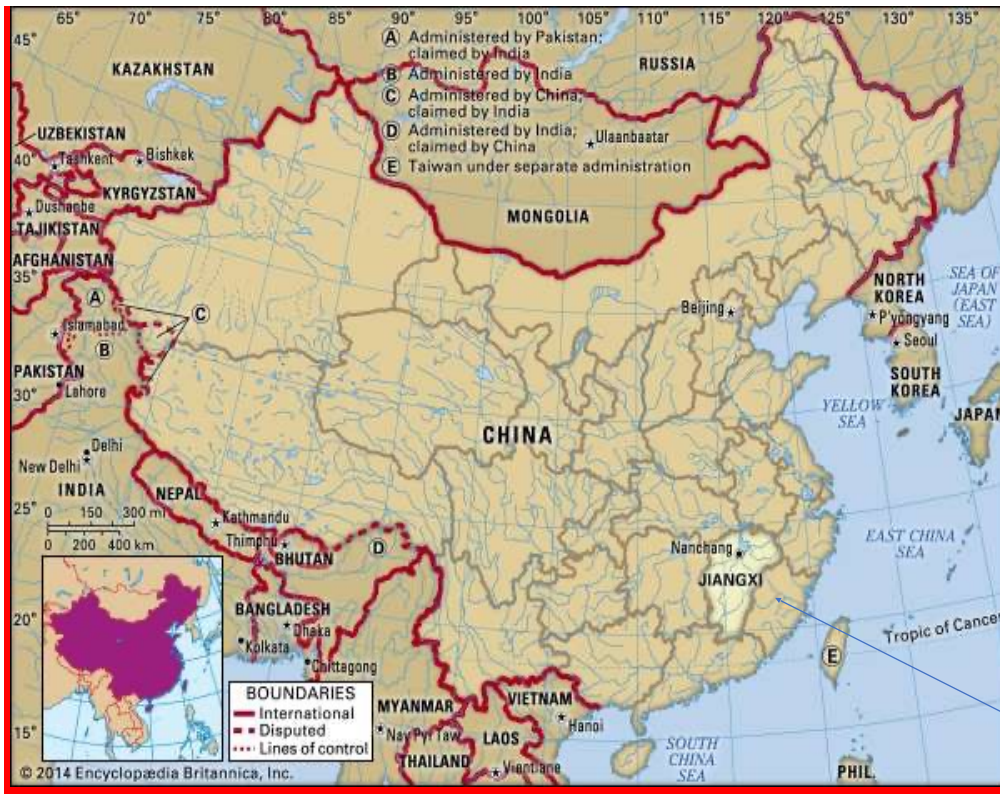 65° 70° 75° 80° 85° 90° 95° 100° 105° 110° 115° 120° 125° 130° 135°
45°
40°
35°
30°
25°
20°
15°
Ⓐ Administered by Pakistan;
claimed by India
Ⓑ Administered by India
Ⓒ Administered by China;
claimed by India
Ⓓ Administered by India;
claimed by China
Ⓔ Taiwan under separate administration
KAZAKHSTAN
RUSSIA
UZBEKISTAN
Tashkent
Bishkek
Ulaanbaatar
KYRGYZSTAN
Dushanbe
TAJIKISTAN
MONGOLIA
AFGHANISTAN
NORTH
KOREA
SEA OF
JAPAN
(EAST
SEA)
Ⓐ
Ⓒ
Beijing
P'yŏngyang
Islamabad
Ⓑ
Seoul
PAKISTAN
Lahore
SOUTH
KOREA
YELLOW
SEA
JAPAN
CHINA
Delhi
New Delhi
INDIA
NEPAL
0 150 300 mi
0 200 400 km
Kathmandu
Thimphu
BHUTAN
Ⓓ
Nanchang
EAST CHINA
SEA
JIANGXI
BANGLADESH
Dhaka
Kolkata
Chittagong
Tropic of Cancer
Ⓔ
BOUNDARIES
International
Disputed
Lines of control
MYANMAR
Nay Pyi Taw
VIETNAM
Hanoi
LAOS
THAILAND
Vientiane
SOUTH
CHINA
SEA
PHIL.
© 2014 Encyclopædia Britannica, Inc.